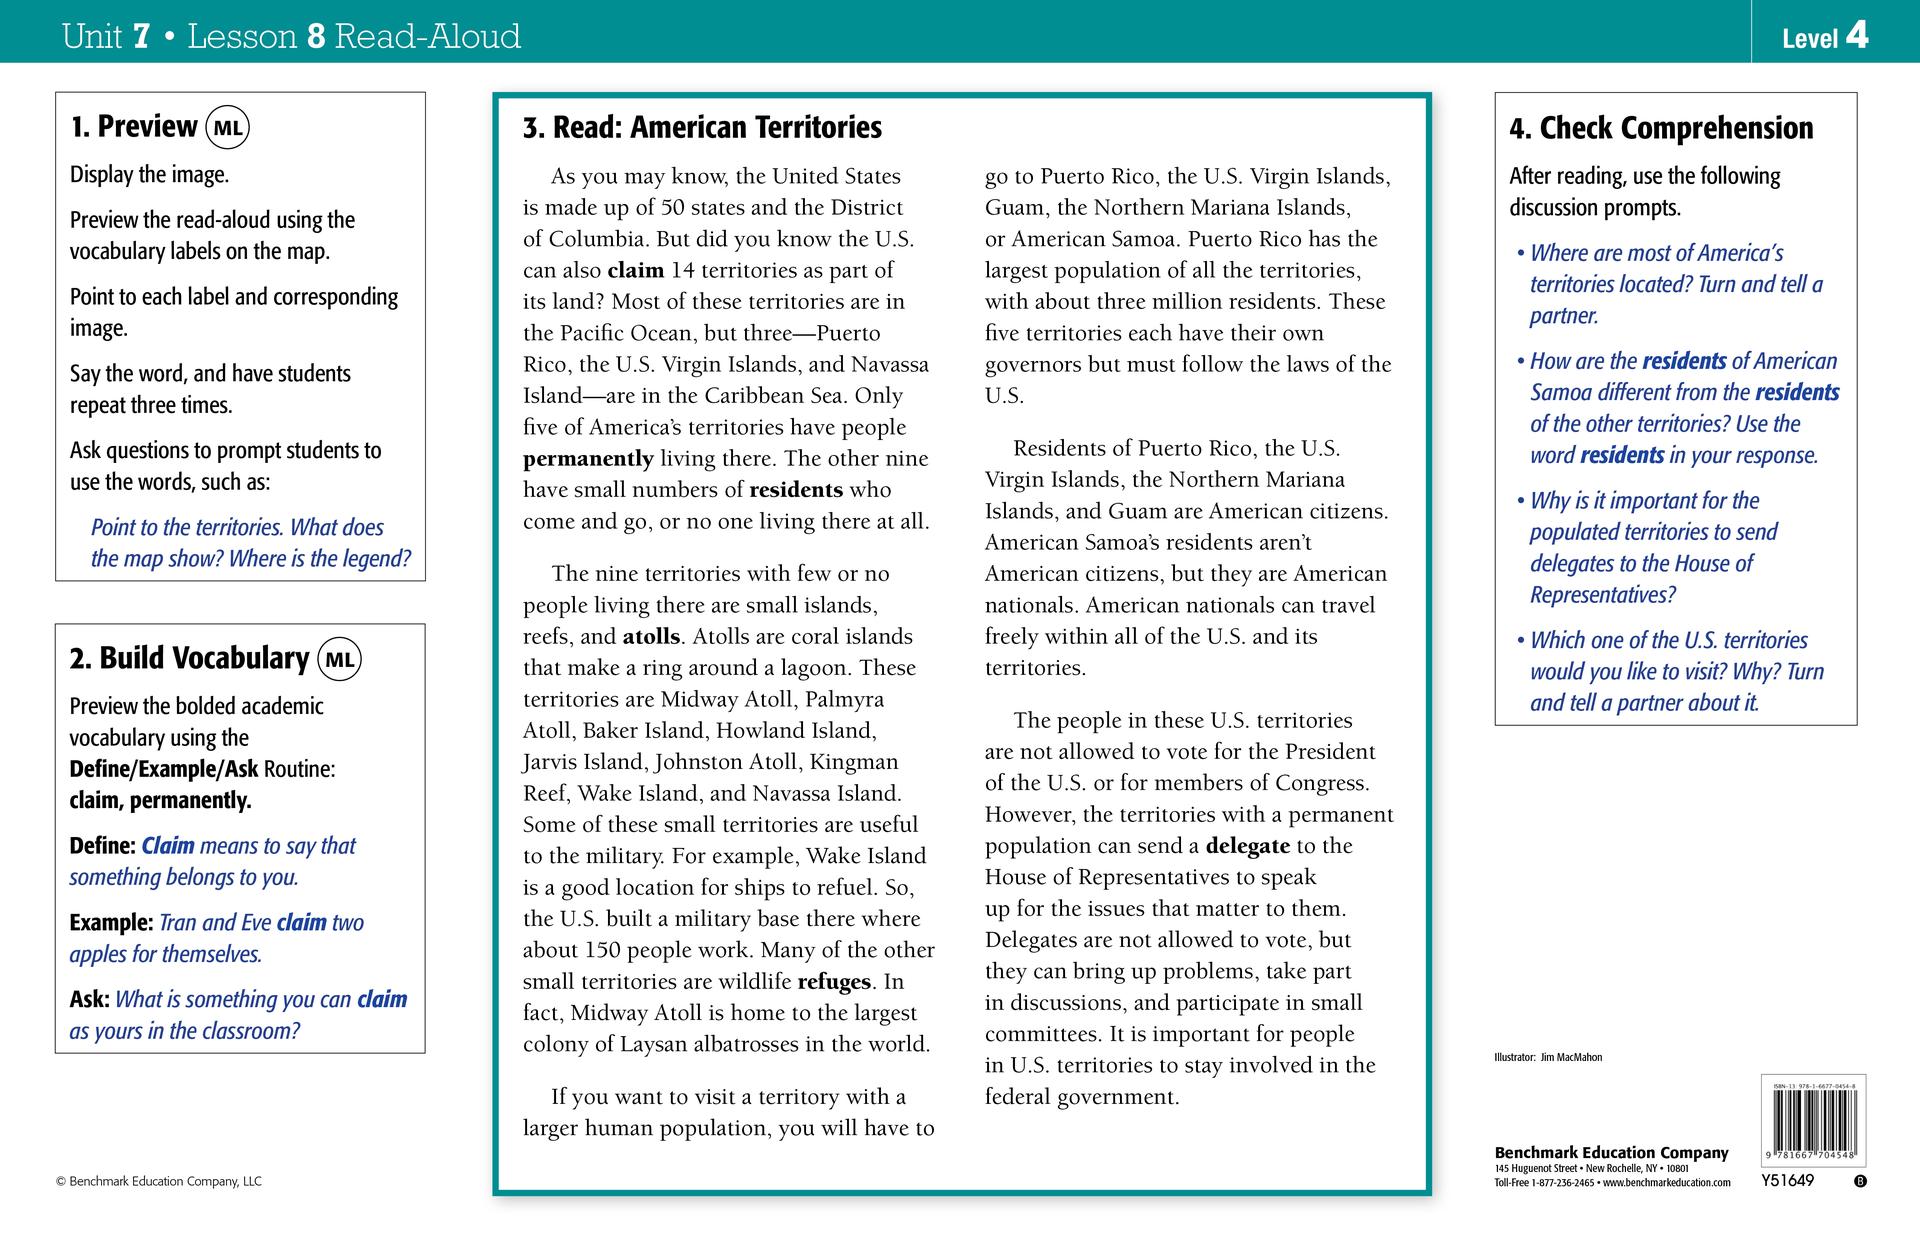 Unit 7 • Lesson 8 Read-Aloud
Level 4
1. Preview ML
Display the image.
Preview the read-aloud using the
vocabulary labels on the map.
Point to each label and corresponding
image.
Say the word, and have students
repeat three times.
Ask questions to prompt students to
use the words, such as:
Point to the territories. What does
the map show? Where is the legend?
2. Build Vocabulary ML
Preview the bolded academic
vocabulary using the
Define/Example/Ask Routine:
claim, permanently.
Define: Claim means to say that
something belongs to you.
Example: Tran and Eve claim two
apples for themselves.
Ask: What is something you can claim
as yours in the classroom?
© Benchmark Education Company, LLC
3. Read: American Territories
As you may know, the United States
is made up of 50 states and the District
of Columbia. But did you know the U.S.
can also claim 14 territories as part of
its land? Most of these territories are in
the Pacific Ocean, but three—Puerto
Rico, the U.S. Virgin Islands, and Navassa
Island—are in the Caribbean Sea. Only
five of America's territories have people
permanently living there. The other nine
have small numbers of residents who
come and go, or no one living there at all.
The nine territories with few or no
people living there are small islands,
reefs, and atolls. Atolls are coral islands
that make a ring around a lagoon. These
territories are Midway Atoll, Palmyra
Atoll, Baker Island, Howland Island,
Jarvis Island, Johnston Atoll, Kingman
Reef, Wake Island, and Navassa Island.
Some of these small territories are useful
to the military. For example, Wake Island
is a good location for ships to refuel. So,
the U.S. built a military base there where
about 150 people work. Many of the other
small territories are wildlife refuges. In
fact, Midway Atoll is home to the largest
colony of Laysan albatrosses in the world.
If you want to visit a territory with a
larger human population, you will have to
go to Puerto Rico, the U.S. Virgin Islands,
Guam, the Northern Mariana Islands,
or American Samoa. Puerto Rico has the
largest population of all the territories,
with about three million residents. These
five territories each have their own
governors but must follow the laws of the
U.S.
Residents of Puerto Rico, the U.S.
Virgin Islands, the Northern Mariana
Islands, and Guam are American citizens.
American Samoa's residents aren't
American citizens, but they are American
nationals. American nationals can travel
freely within all of the U.S. and its
territories.
The people in these U.S. territories
are not allowed to vote for the President
of the U.S. or for members of Congress.
However, the territories with a permanent
population can send a delegate to the
House of Representatives to speak
up for the issues that matter to them.
Delegates are not allowed to vote, but
they can bring up problems, take part
in discussions, and participate in small
committees. It is important for people
in U.S. territories to stay involved in the
federal government.
4. Check Comprehension
After reading, use the following
discussion prompts.
• Where are most of America's
territories located? Turn and tell a
partner.
• How are the residents of American
Samoa different from the residents
of the other territories? Use the
word residents in your response.
• Why is it important for the
populated territories to send
delegates to the House of
Representatives?
• Which one of the U.S. territories
would you like to visit? Why? Turn
and tell a partner about it.
Illustrator: Jim MacMahon
Benchmark Education Company
145 Huguenot Street • New Rochelle, NY • 10801
Toll-Free 1-877-236-2465 • www.benchmarkeducation.com
ISBN-13 978-1-6677-0454-8
9 781667 704548
Y51649
B